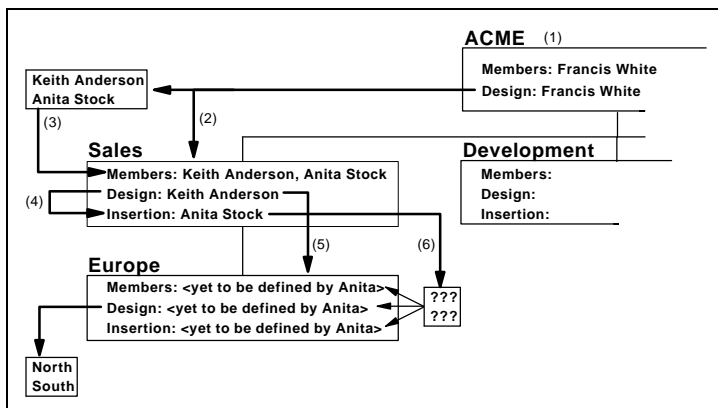 ACME (1)
Members: Francis White
Design: Francis White
Keith Anderson
Anita Stock
(3)
(2)
Sales
Members: Keith Anderson, Anita Stock
Design: Keith Anderson
Insertion: Anita Stock
(4)
Development
Members:
Design:
Insertion:
(5)
(6)
Europe
Members: <yet to be defined by Anita>
Design: <yet to be defined by Anita>
Insertion: <yet to be defined by Anita>
???
???
North
South